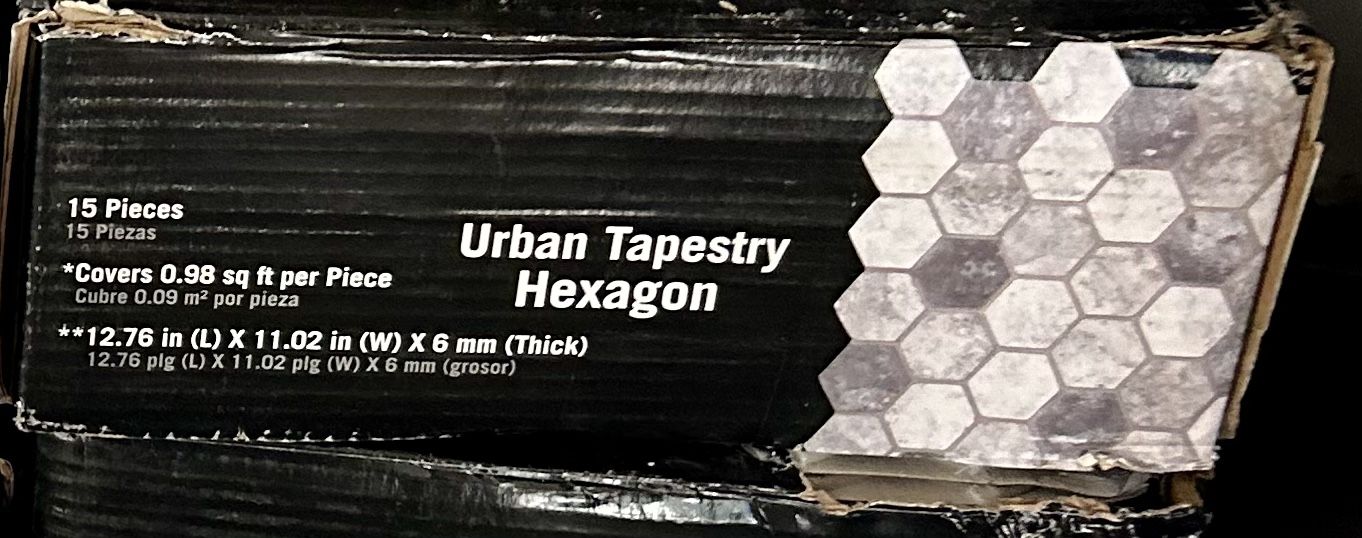 15 Pieces
15 Piezas
*Covers 0.98 sq ft per Piece
Cubre 0.09 m² por pieza
**12.76 in (L) X 11.02 in (W) X 6 mm (Thick)
12.76 plg (L) X 11.02 plg (W) X 6 mm (grosor)
Urban Tapestry
Hexagon